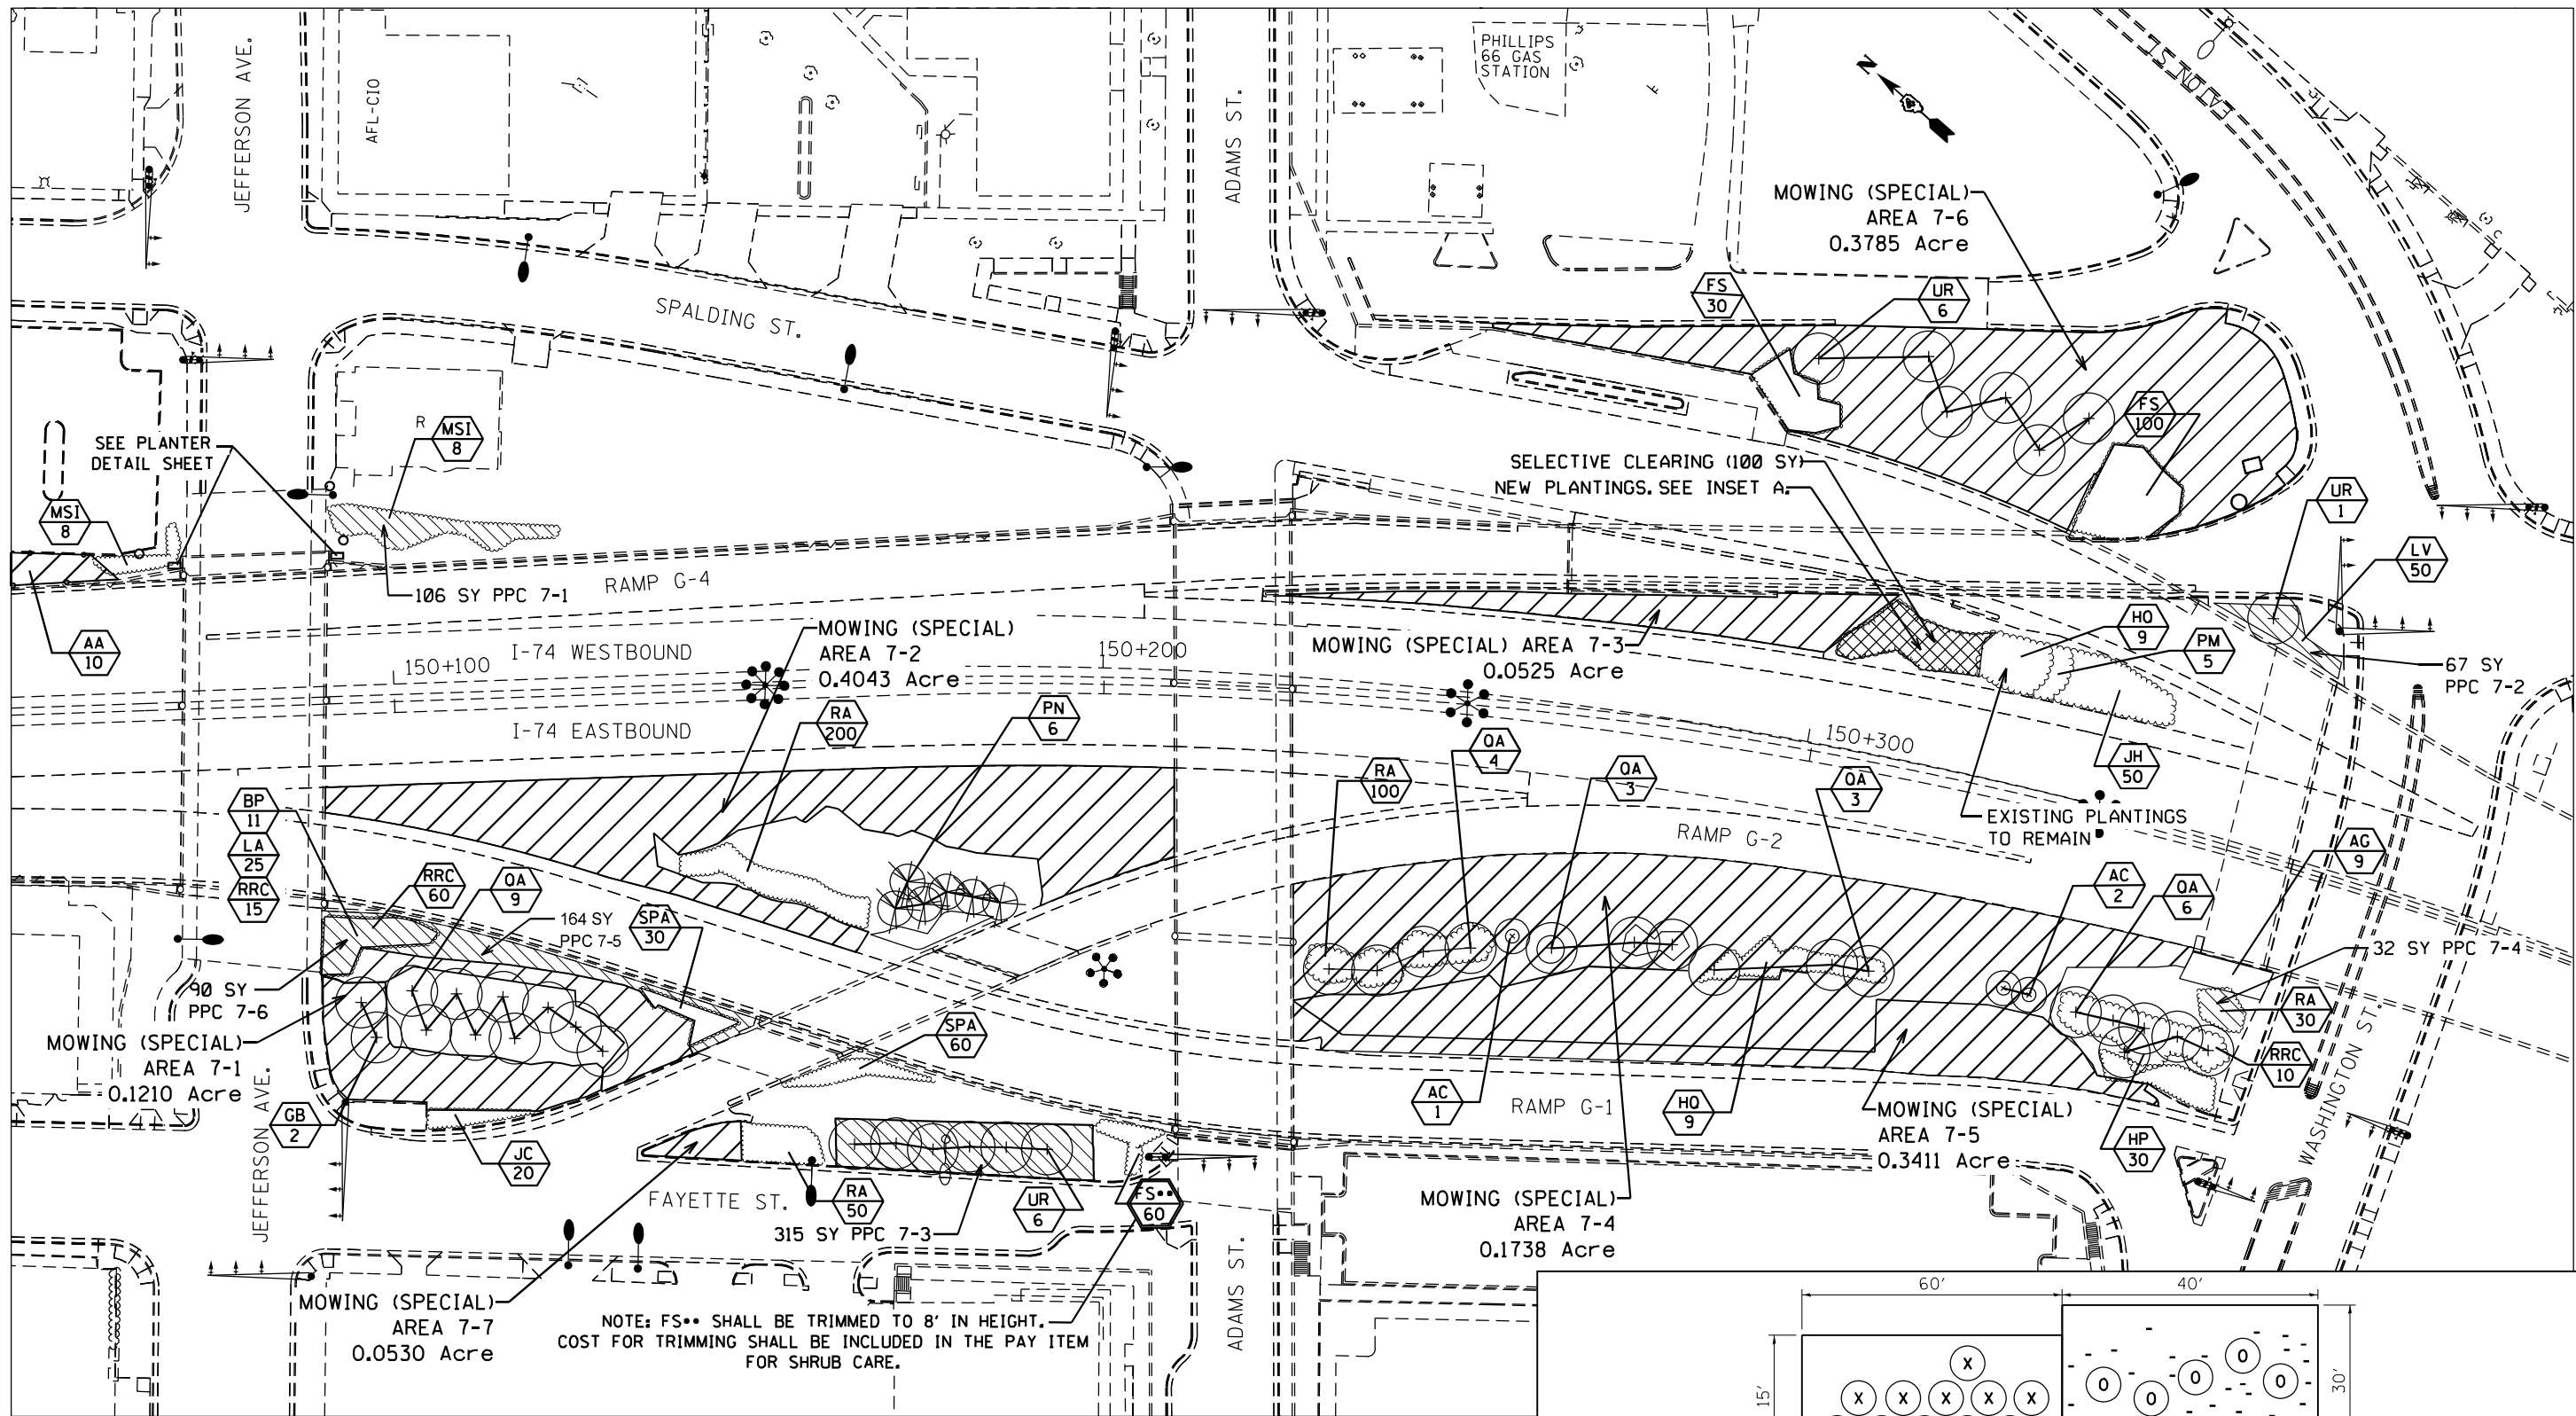 JEFFERSON AVE.
AFL-CIO
ADAMS ST.
PHILLIPS
66 GAS
STATION
N
EATON S
MOWING (SPECIAL)
AREA 7-6
0.3785 Acre
FS
30
UR
6
SPALDING ST.
FS
100
R
MSI
8
SEE PLANTER
DETAIL SHEET
SELECTIVE CLEARING (100 SY)
NEW PLANTINGS. SEE INSET A.
MSI
8
UR
1
LV
50
106 SY PPC 7-1
RAMP G-4
AA
10
MOWING (SPECIAL)
AREA 7-2
0.4043 Acre
I-74 WESTBOUND
150+100
150+200
MOWING (SPECIAL) AREA 7-3
0.0525 Acre
HO
9
PM
5
67 SY
PPC 7-2
I-74 EASTBOUND
RA
200
PN
6
150+300
OA
4
RA
100
OA
3
OA
3
JH
50
EXISTING PLANTINGS
TO REMAIN
RAMP G-2
BP
11
LA
25
RRC
15
RRC
60
OA
9
164 SY
PPC 7-5
SPA
30
AC
2
OA
6
AG
9
32 SY PPC 7-4
90 SY
PPC 7-6
RA
30
MOWING (SPECIAL)
AREA 7-1
0.1210 Acre
SPA
60
RRC
10
JEFFERSON AVE.
GB
2
JC
20
AC
1
RAMP G-1
HO
9
MOWING (SPECIAL)
AREA 7-5
0.3411 Acre
HP
30
WASHINGTON ST.
FAYETTE ST.
RA
50
315 SY PPC 7-3
UR
6
FS••
60
MOWING (SPECIAL)
AREA 7-4
0.1738 Acre
ADAMS ST.
MOWING (SPECIAL)
AREA 7-7
0.0530 Acre
NOTE: FS•• SHALL BE TRIMMED TO 8' IN HEIGHT.
COST FOR TRIMMING SHALL BE INCLUDED IN THE PAY ITEM
FOR SHRUB CARE.
60'
40'
15'
30'
X
X X X X X
O O O O O